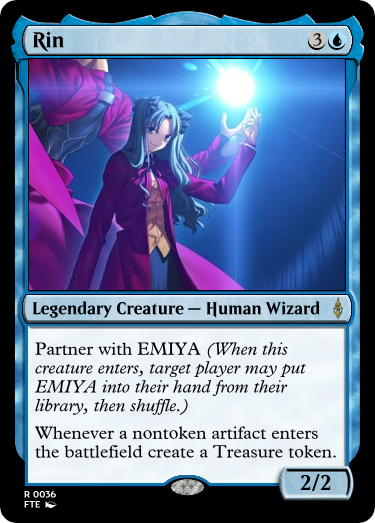 Rin 3
Legendary Creature — Human Wizard
Partner with EMIYA (When this
creature enters, target player may put
EMIYA into their hand from their
library, then shuffle.)
Whenever a nontoken artifact enters
the battlefield create a Treasure token.
2/2
R 0036
FTE